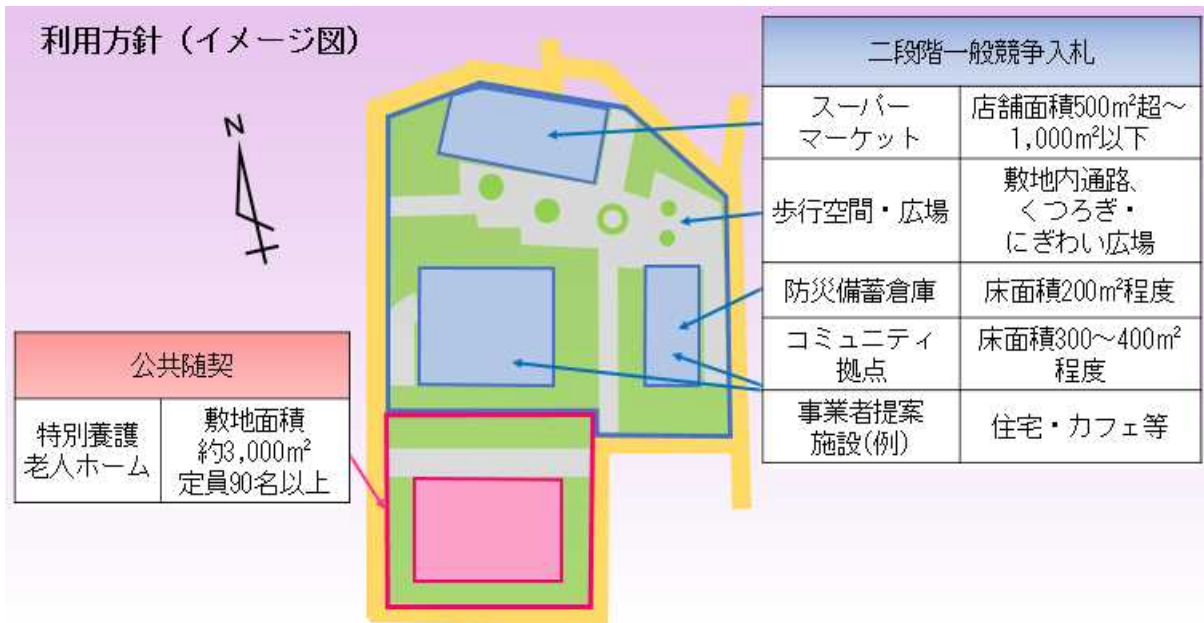 利用方針（イメージ図）
N
二段階一般競争入札
スーパー
マーケット
店舗面積500m²超～
1,000m²以下
歩行空間・広場
敷地内通路、
くつろぎ・
にぎわい広場
防災備蓄倉庫
床面積200m²程度
コミュニティ
拠点
床面積300～400m²
程度
事業者提案
施設(例)
住宅・カフェ等
公共随契
特別養護
老人ホーム
敷地面積
約3,000m²
定員90名以上